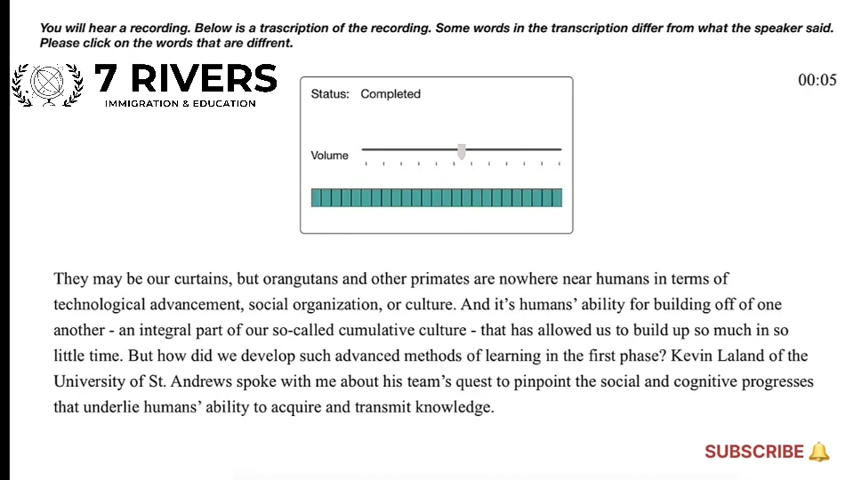 You will hear a recording. Below is a trascription of the recording. Some words in the transcription differ from what the speaker said.
Please click on the words that are diffrent.
7 RIVERS
IMMIGRATION & EDUCATION
00:05
Status: Completed
Volume
They may be our curtains, but orangutans and other primates are nowhere near humans in terms of
technological advancement, social organization, or culture. And it's humans' ability for building off of one
another - an integral part of our so-called cumulative culture - that has allowed us to build up so much in so
little time. But how did we develop such advanced methods of learning in the first phase? Kevin Laland of the
University of St. Andrews spoke with me about his team's quest to pinpoint the social and cognitive progresses
that underlie humans' ability to acquire and transmit knowledge.
SUBSCRIBE